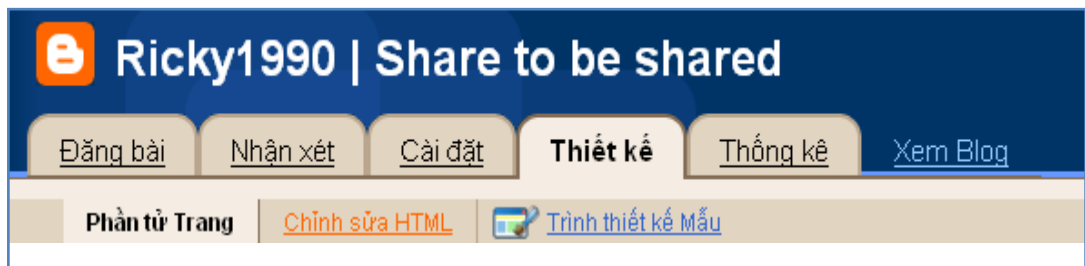 Ricky1990 | Share to be shared
Đăng bài Nhận xét Cài đặt Thiết kế Thống kê Xem Blog
Phần tử Trang Chỉnh sửa HTML Trình thiết kế Mẫu